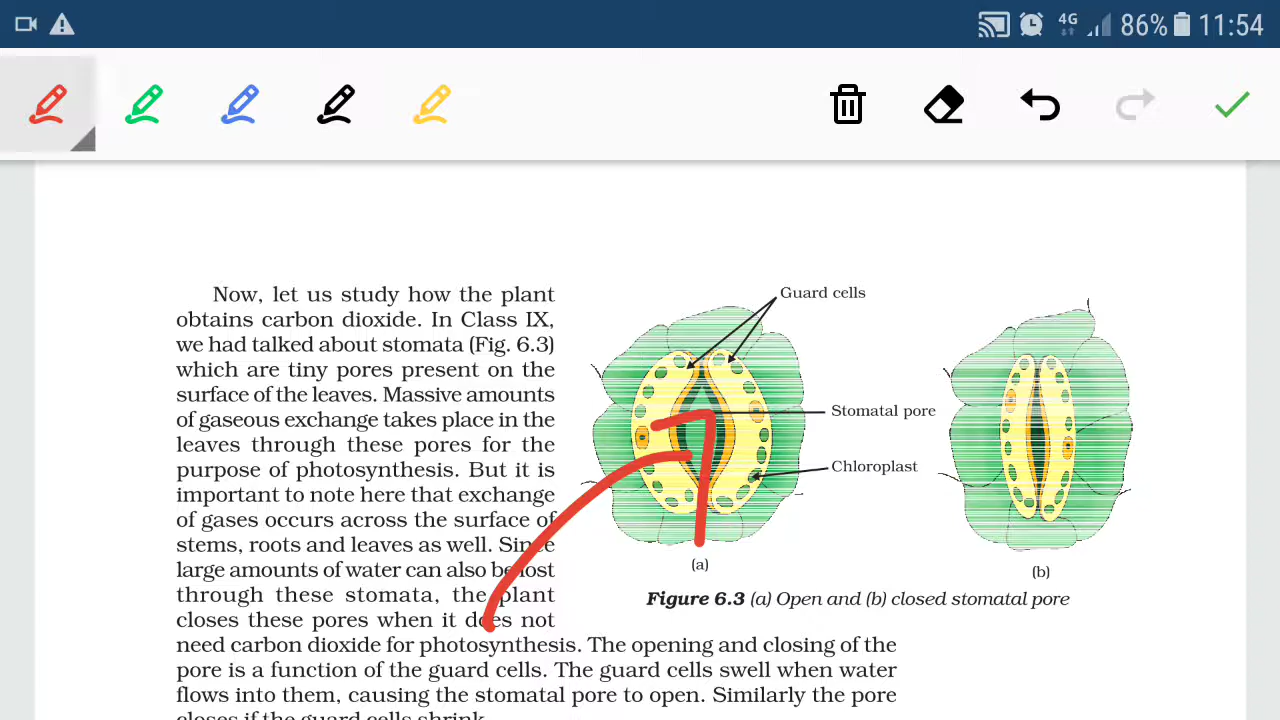 4G 86% 11:54
Now, let us study how the plant
obtains carbon dioxide. In Class IX,
we had talked about stomata (Fig. 6.3)
which are tiny pores present on the
surface of the leaves. Massive amounts
of gaseous exchange takes place in the
leaves through these pores for the
purpose of photosynthesis. But it is
important to note here that exchange
of gases occurs across the surface of
stems, roots and leaves as well. Since
large amounts of water can also be lost
through these stomata, the plant
closes these pores when it does not
need carbon dioxide for photosynthesis. The opening and closing of the
pore is a function of the guard cells. The guard cells swell when water
flows into them, causing the stomatal pore to open. Similarly the pore
closes if the guard cells shrink.
Guard cells
Stomatal pore
Chloroplast
(a)
(b)
Figure 6.3 (a) Open and (b) closed stomatal pore